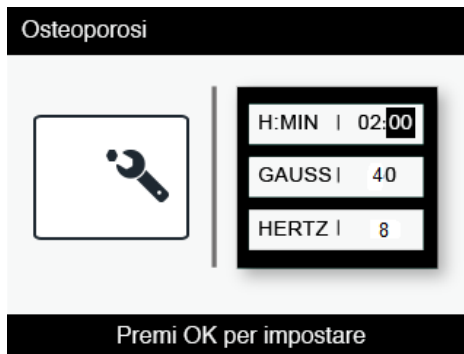 Osteoporosi
H:MIN | 02:00
GAUSS | 40
HERTZ | 8
Premi OK per impostare